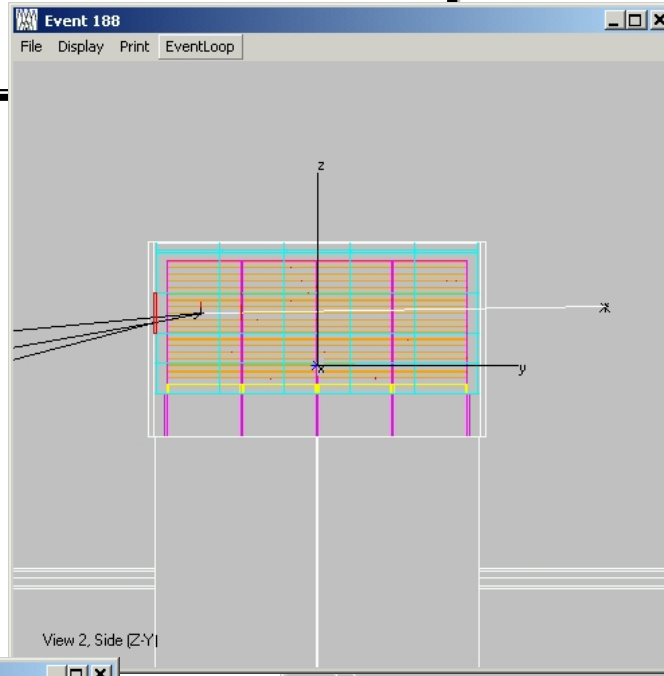 Event 188
File Display Print EventLoop
z
y
x
View 2, Side (Z-Y)